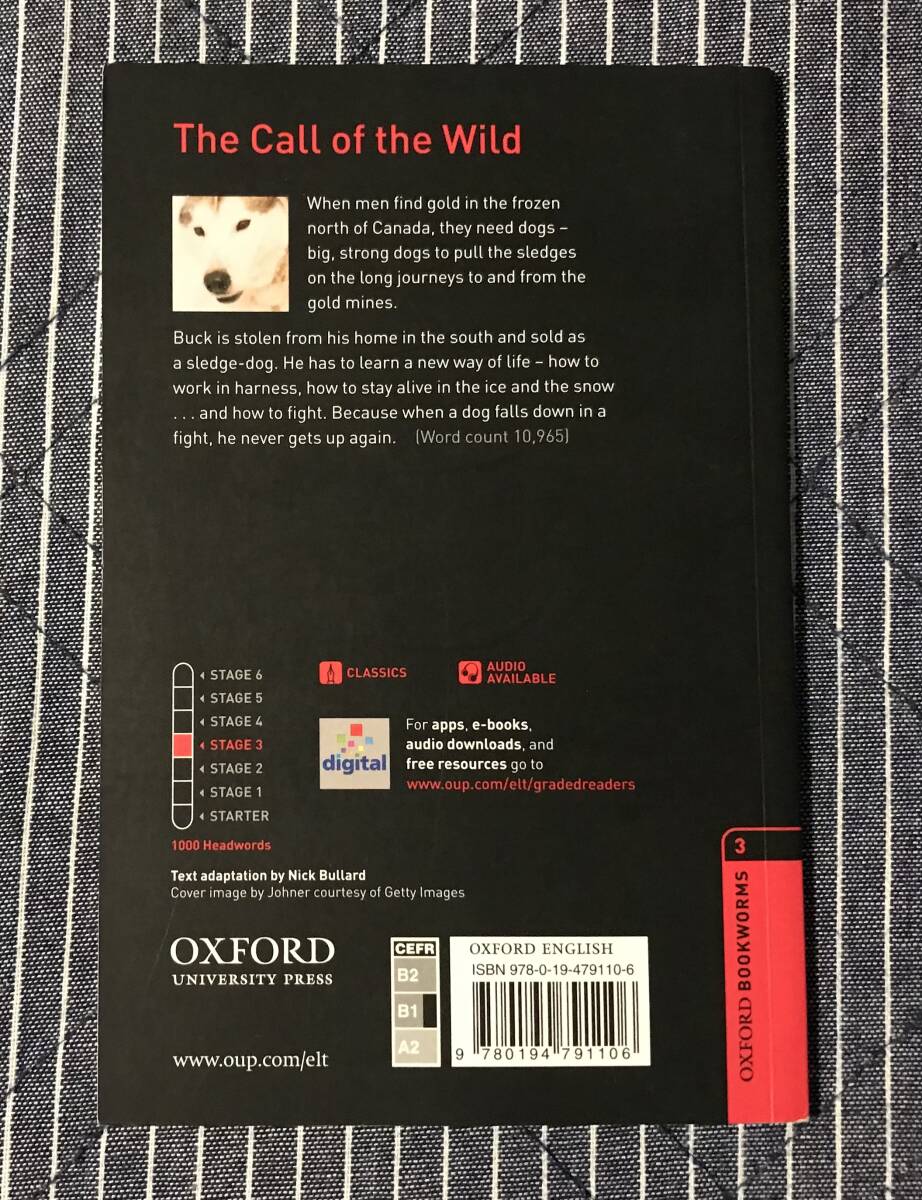 The Call of the Wild
When men find gold in the frozen
north of Canada, they need dogs –
big, strong dogs to pull the sledges
on the long journeys to and from the
gold mines.
Buck is stolen from his home in the south and sold as
a sledge-dog. He has to learn a new way of life – how to
work in harness, how to stay alive in the ice and the snow
. . . and how to fight. Because when a dog falls down in a
fight, he never gets up again. (Word count 10,965)
STAGE 6
STAGE 5
STAGE 4
STAGE 3
STAGE 2
STAGE 1
STARTER
1000 Headwords
CLASSICS
AUDIO
AVAILABLE
digital
For apps, e-books,
audio downloads, and
free resources go to
www.oup.com/elt/gradedreaders
Text adaptation by Nick Bullard
Cover image by Johner courtesy of Getty Images
OXFORD
UNIVERSITY PRESS
www.oup.com/elt
CEFR
B2
B1
A2
OXFORD ENGLISH
ISBN 978-0-19-479110-6
9 780194 791106
3
OXFORD BOOKWORMS